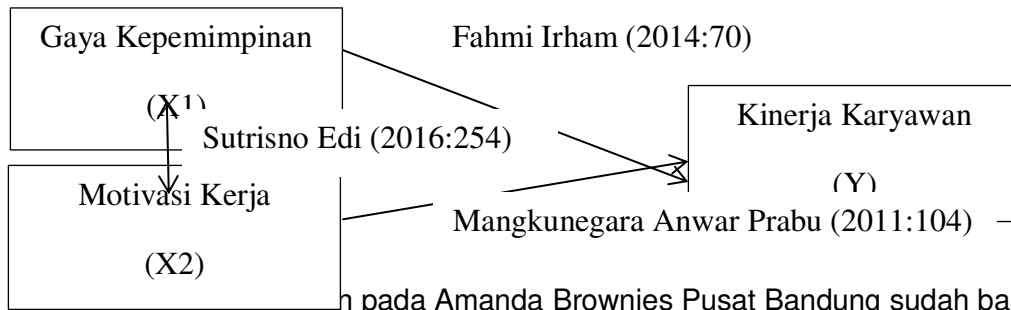 Gaya Kepemimpinan
(X1)
Fahmi Irham (2014:70)
Sutrisno Edi (2016:254)
Kinerja Karyawan
(Y)
Motivasi Kerja
(X2)
Mangkunegara Anwar Prabu (2011:104)
pada Amanda Brownies Pusat Bandung sudah